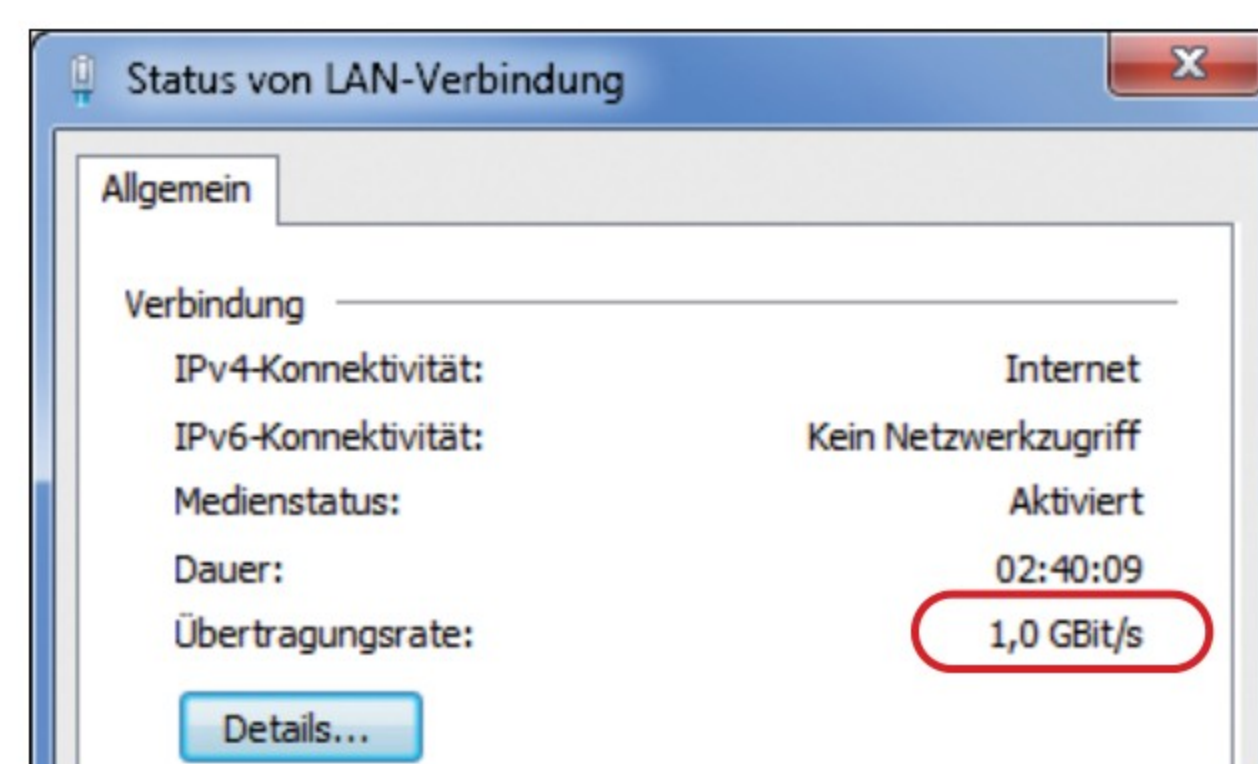 Status von LAN-Verbindung
Allgemein
Verbindung
IPv4-Konnektivität: Internet
IPv6-Konnektivität: Kein Netzwerkzugriff
Medienstatus: Aktiviert
Dauer: 02:40:09
Übertragungsrate: 1,0 GBit/s
Details...